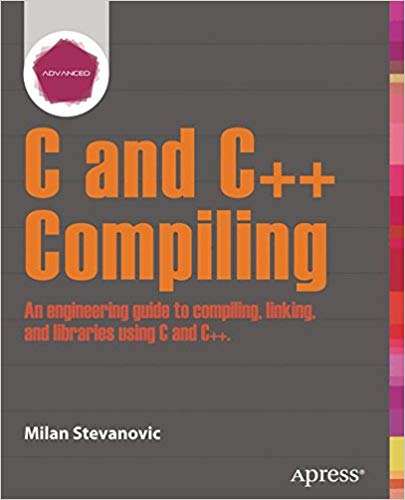 ADVANCED
C and C++
Compiling
An engineering guide to compiling, linking,
and libraries using C and C++.
Milan Stevanovic
Apress®